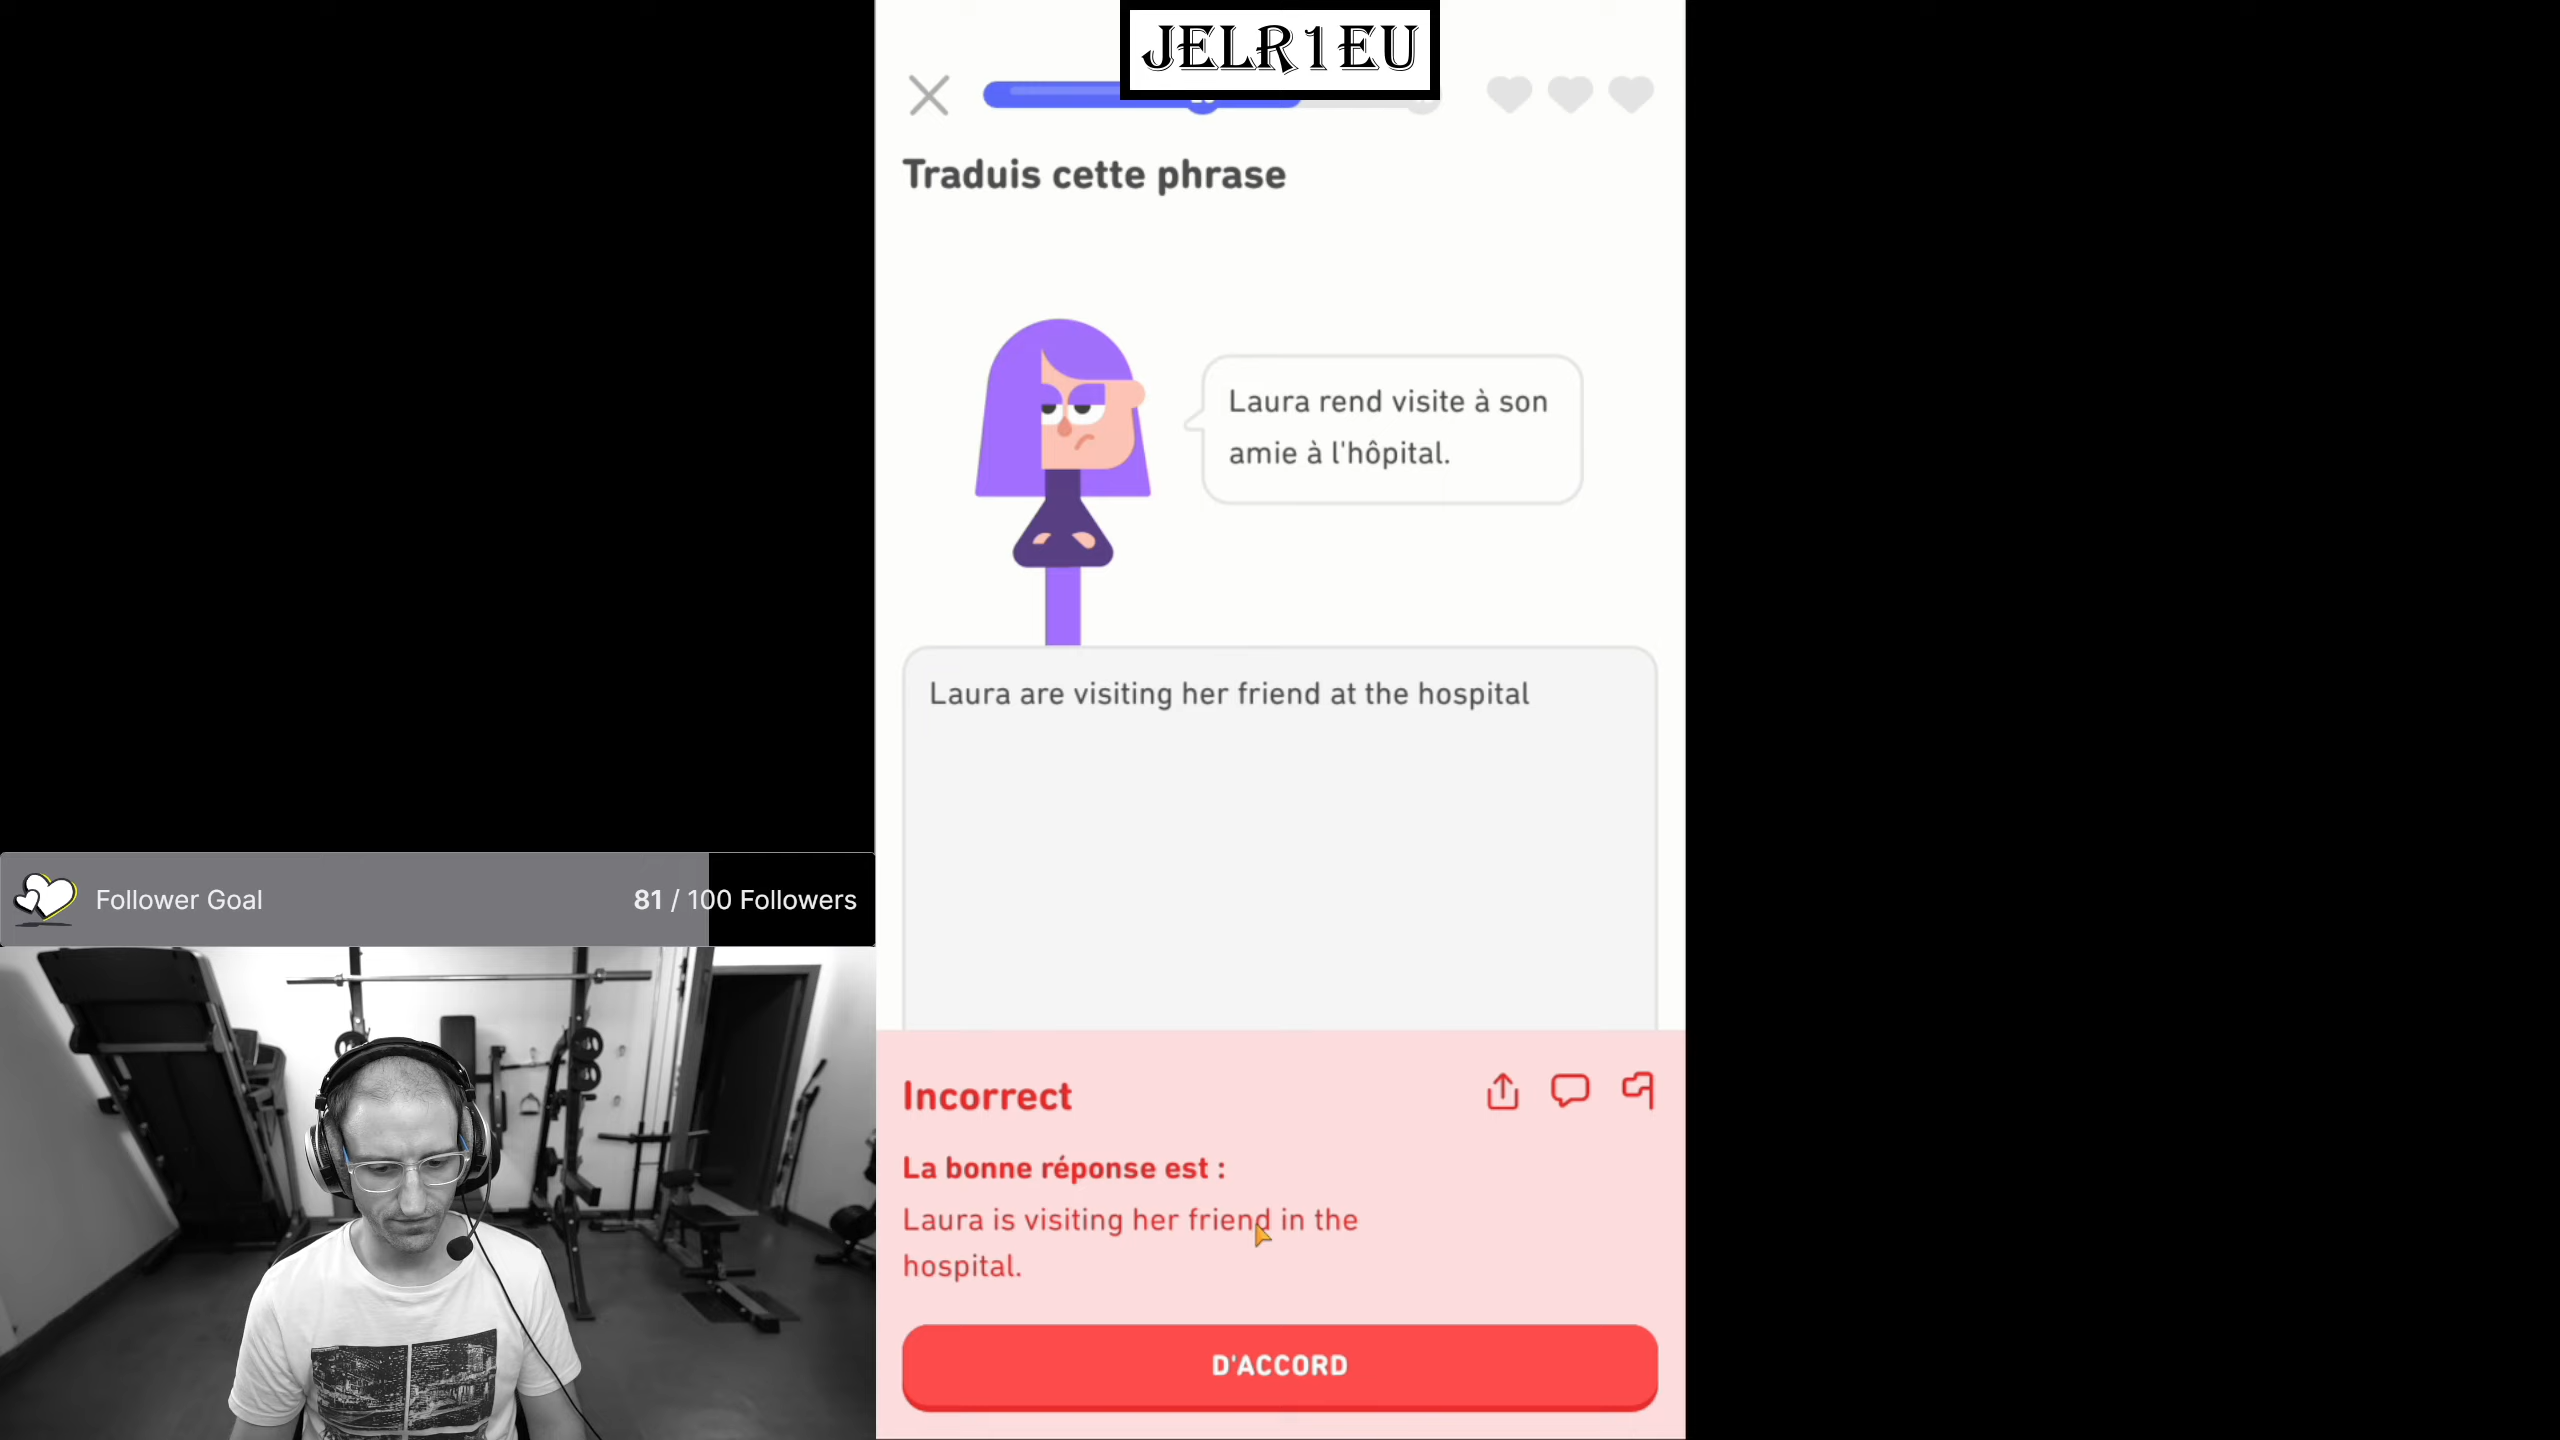 JELR1EU
Traduis cette phrase
Laura rend visite à son
amie à l'hôpital.
Laura are visiting her friend at the hospital
Follower Goal
81 / 100 Followers
Incorrect
La bonne réponse est :
Laura is visiting her friend in the
hospital.
D'ACCORD